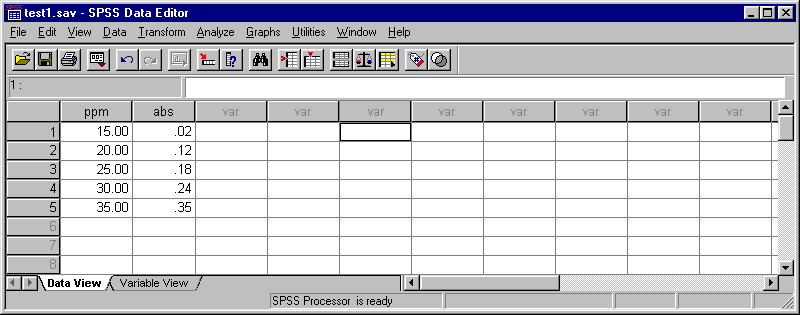 test1.sav - SPSS Data Editor
File Edit View Data Transform Analyze Graphs Utilities Window Help
1 :
ppm abs var var var var var var var var
1 15.00 .02
2 20.00 .12
3 25.00 .18
4 30.00 .24
5 35.00 .35
6
7
8
Data View Variable View
SPSS Processor is ready